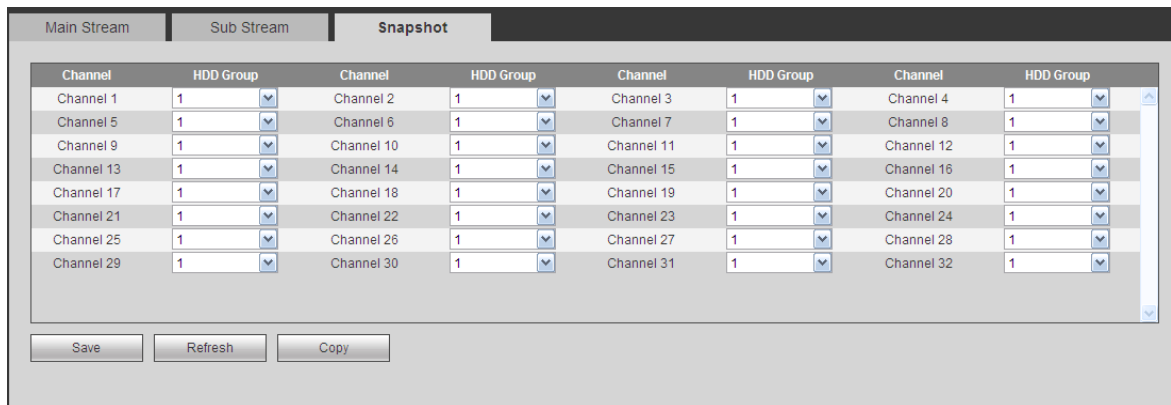 Main Stream Sub Stream Snapshot
Channel HDD Group Channel HDD Group Channel HDD Group Channel HDD Group
Channel 1 1 Channel 2 1 Channel 3 1 Channel 4 1
Channel 5 1 Channel 6 1 Channel 7 1 Channel 8 1
Channel 9 1 Channel 10 1 Channel 11 1 Channel 12 1
Channel 13 1 Channel 14 1 Channel 15 1 Channel 16 1
Channel 17 1 Channel 18 1 Channel 19 1 Channel 20 1
Channel 21 1 Channel 22 1 Channel 23 1 Channel 24 1
Channel 25 1 Channel 26 1 Channel 27 1 Channel 28 1
Channel 29 1 Channel 30 1 Channel 31 1 Channel 32 1
Save Refresh Copy